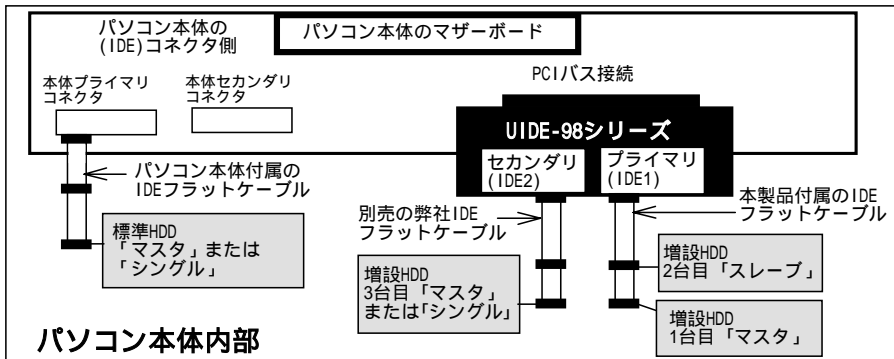 パソコン本体の
(IDE)コネクタ側
パソコン本体のマザーボード
本体プライマリ
コネクタ
本体セカンダリ
コネクタ
PCIバス接続
UIDE-98シリーズ
セカンダリ
(IDE2)
プライマリ
(IDE1)
パソコン本体付属の
IDEフラットケーブル
別売の弊社IDE
フラットケーブル
本製品付属のIDE
フラットケーブル
標準HDD
「マスタ」または
「シングル」
増設HDD
3台目「マスタ」
または「シングル」
増設HDD
2台目「スレーブ」
増設HDD
1台目「マスタ」
パソコン本体内部